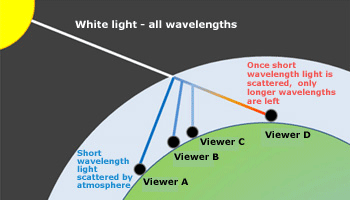 White light - all wavelengths
Once short
wavelength light is
scattered, only
longer wavelengths
are left
Short
wavelength
light
scattered by
atmosphere
Viewer A
Viewer B
Viewer C
Viewer D